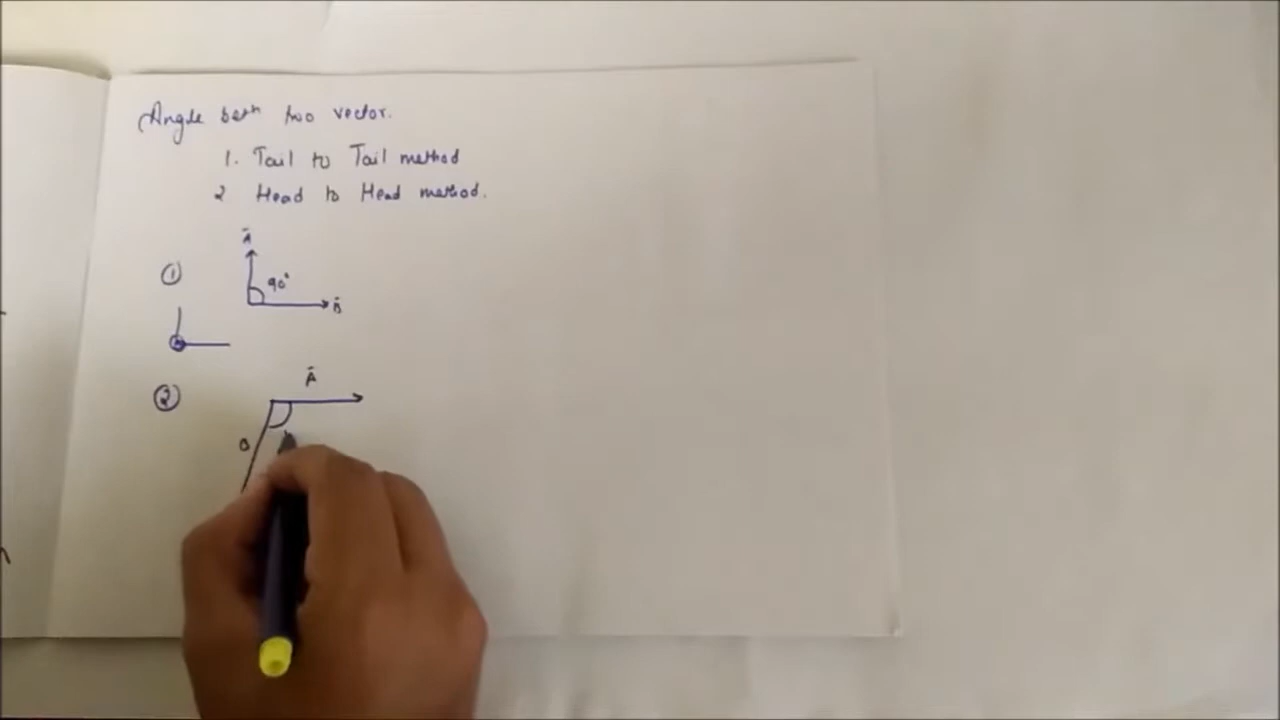 Angle betn two vector.
1. Tail to Tail method
2 Head to Head method.
Ā
① 90°
B̄
② Ā